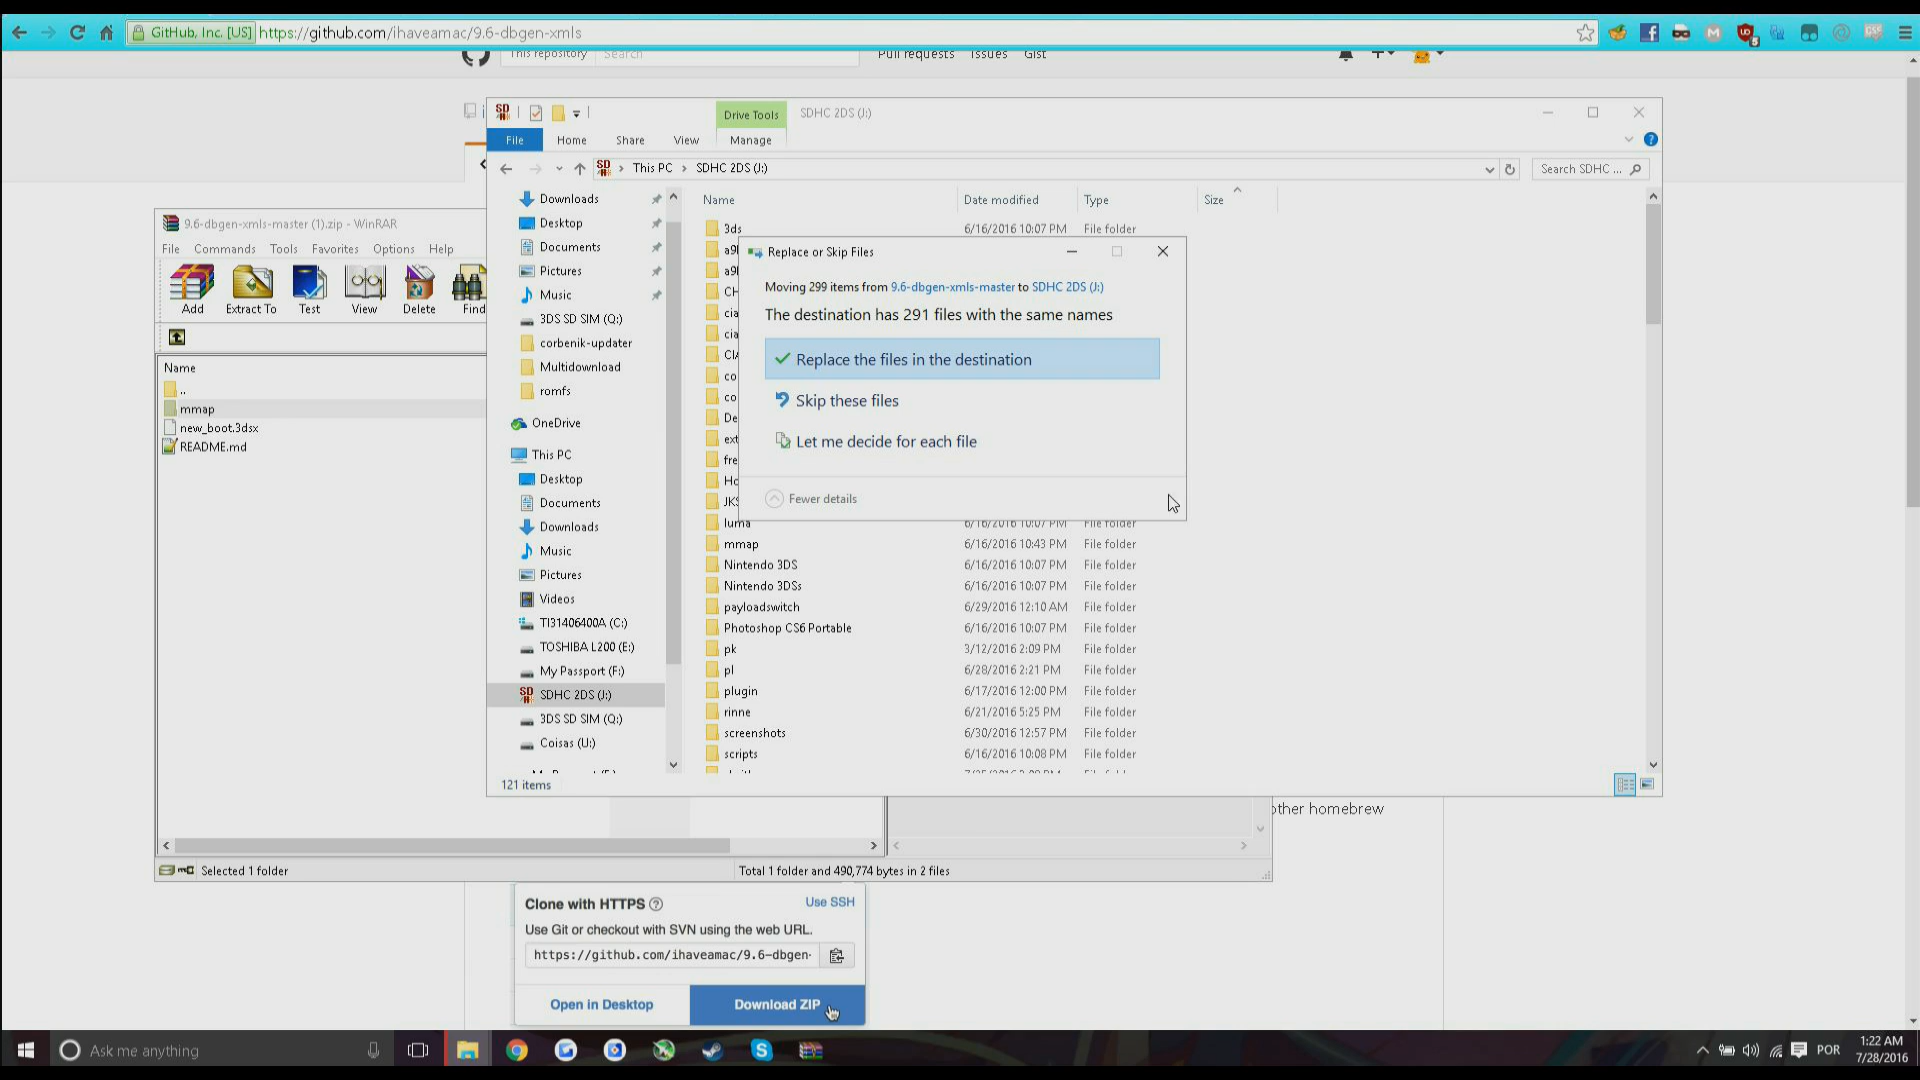 GitHub, Inc. [US] https://github.com/ihaveamac/9.6-dbgen-xmls
This repository Search Pull requests Issues Gist
Drive Tools SDHC 2DS (J:)
File Home Share View Manage
This PC SDHC 2DS (J:) Search SDHC ...
9.6-dbgen-xmls-master (1).zip - WinRAR
File Commands Tools Favorites Options Help
Add Extract To Test View Delete Find
Name
..
mmap
new_boot.3dsx
README.md
Downloads
Desktop
Documents
Pictures
Music
3DS SD SIM (Q:)
corbenik-updater
Multidownload
romfs
OneDrive
This PC
Desktop
Documents
Downloads
Music
Pictures
Videos
TI31406400A (C:)
TOSHIBA L200 (E:)
My Passport (F:)
SDHC 2DS (J:)
3DS SD SIM (Q:)
Coisas (U:)
Name Date modified Type Size
3ds 6/16/2016 10:07 PM File folder
Replace or Skip Files
Moving 299 items from 9.6-dbgen-xmls-master to SDHC 2DS (J:)
The destination has 291 files with the same names
Replace the files in the destination
Skip these files
Let me decide for each file
Fewer details
luma 6/16/2016 10:07 PM File folder
mmap 6/16/2016 10:43 PM File folder
Nintendo 3DS 6/16/2016 10:07 PM File folder
Nintendo 3DSs 6/16/2016 10:07 PM File folder
payloadswitch 6/29/2016 12:10 AM File folder
Photoshop CS6 Portable 6/16/2016 10:07 PM File folder
pk 3/12/2016 2:09 PM File folder
pl 6/28/2016 2:21 PM File folder
plugin 6/17/2016 12:00 PM File folder
rinne 6/21/2016 5:25 PM File folder
screenshots 6/30/2016 12:57 PM File folder
scripts 6/16/2016 10:08 PM File folder
121 items
other homebrew
Selected 1 folder Total 1 folder and 490,774 bytes in 2 files
Clone with HTTPS Use SSH
Use Git or checkout with SVN using the web URL.
https://github.com/ihaveamac/9.6-dbgen-
Open in Desktop Download ZIP
Ask me anything POR 1:22 AM
7/28/2016